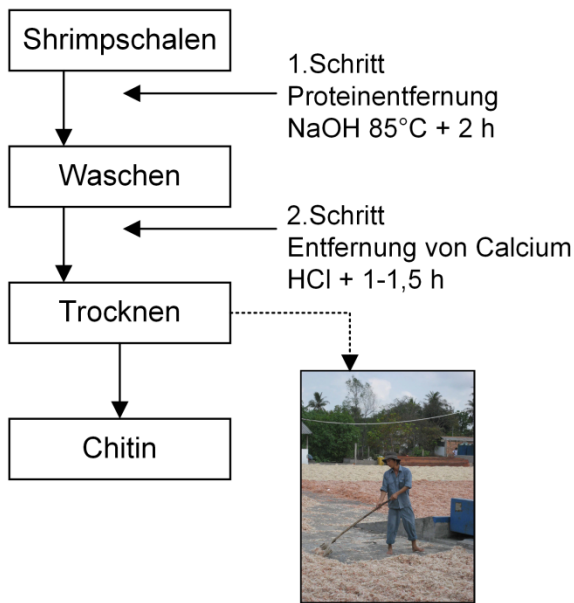 Shrimpschalen
1.Schritt
Proteinentfernung
NaOH 85°C + 2 h
Waschen
2.Schritt
Entfernung von Calcium
HCl + 1-1,5 h
Trocknen
Chitin